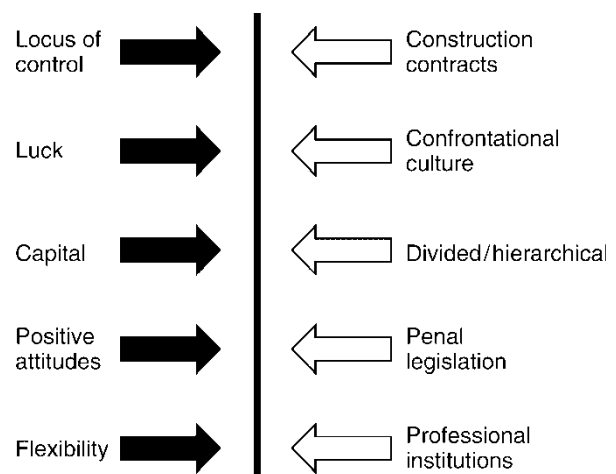 Locus of
control
Construction
contracts
Luck
Confrontational
culture
Capital
Divided/hierarchical
Positive
attitudes
Penal
legislation
Flexibility
Professional
institutions